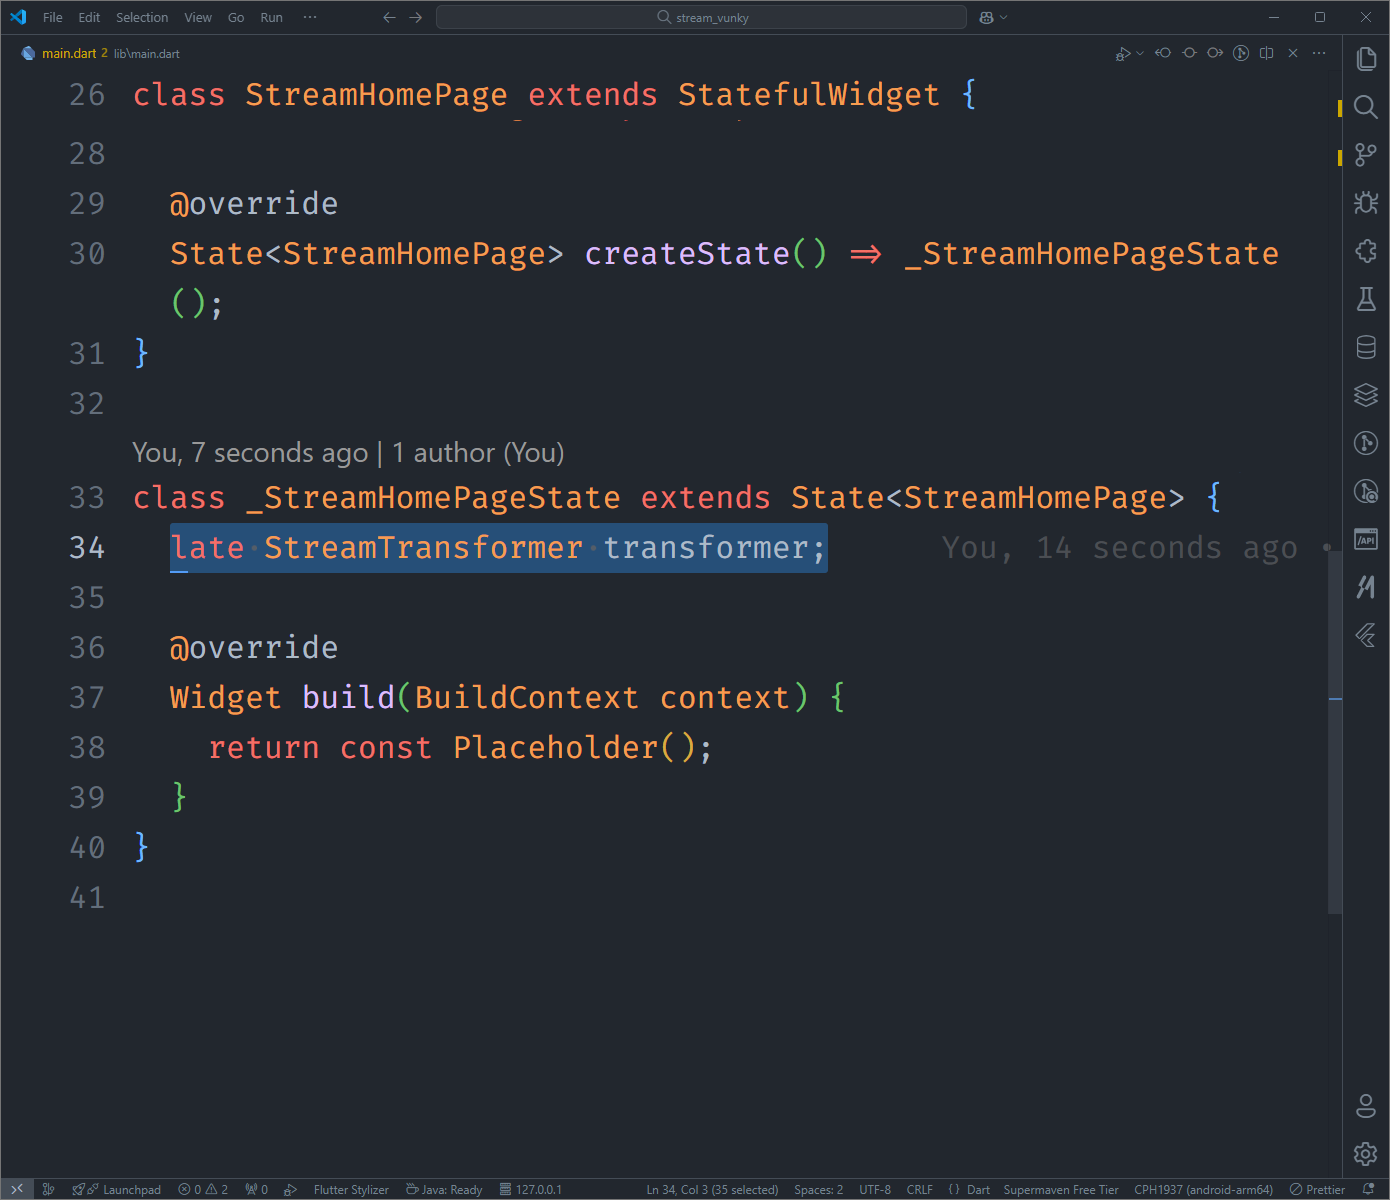 File Edit Selection View Go Run ··· stream_vunky
main.dart 2 lib\main.dart
26 class StreamHomePage extends StatefulWidget {
28
29 @override
30 State<StreamHomePage> createState() => _StreamHomePageState
();
31 }
32
You, 7 seconds ago | 1 author (You)
33 class _StreamHomePageState extends State<StreamHomePage> {
34 late StreamTransformer transformer; You, 14 seconds ago •
35
36 @override
37 Widget build(BuildContext context) {
38 return const Placeholder();
39 }
40 }
41
/API
Launchpad 0 2 0 Flutter Stylizer Java: Ready 127.0.0.1 Ln 34, Col 3 (35 selected) Spaces: 2 UTF-8 CRLF { } Dart Supermaven Free Tier CPH1937 (android-arm64) Prettier